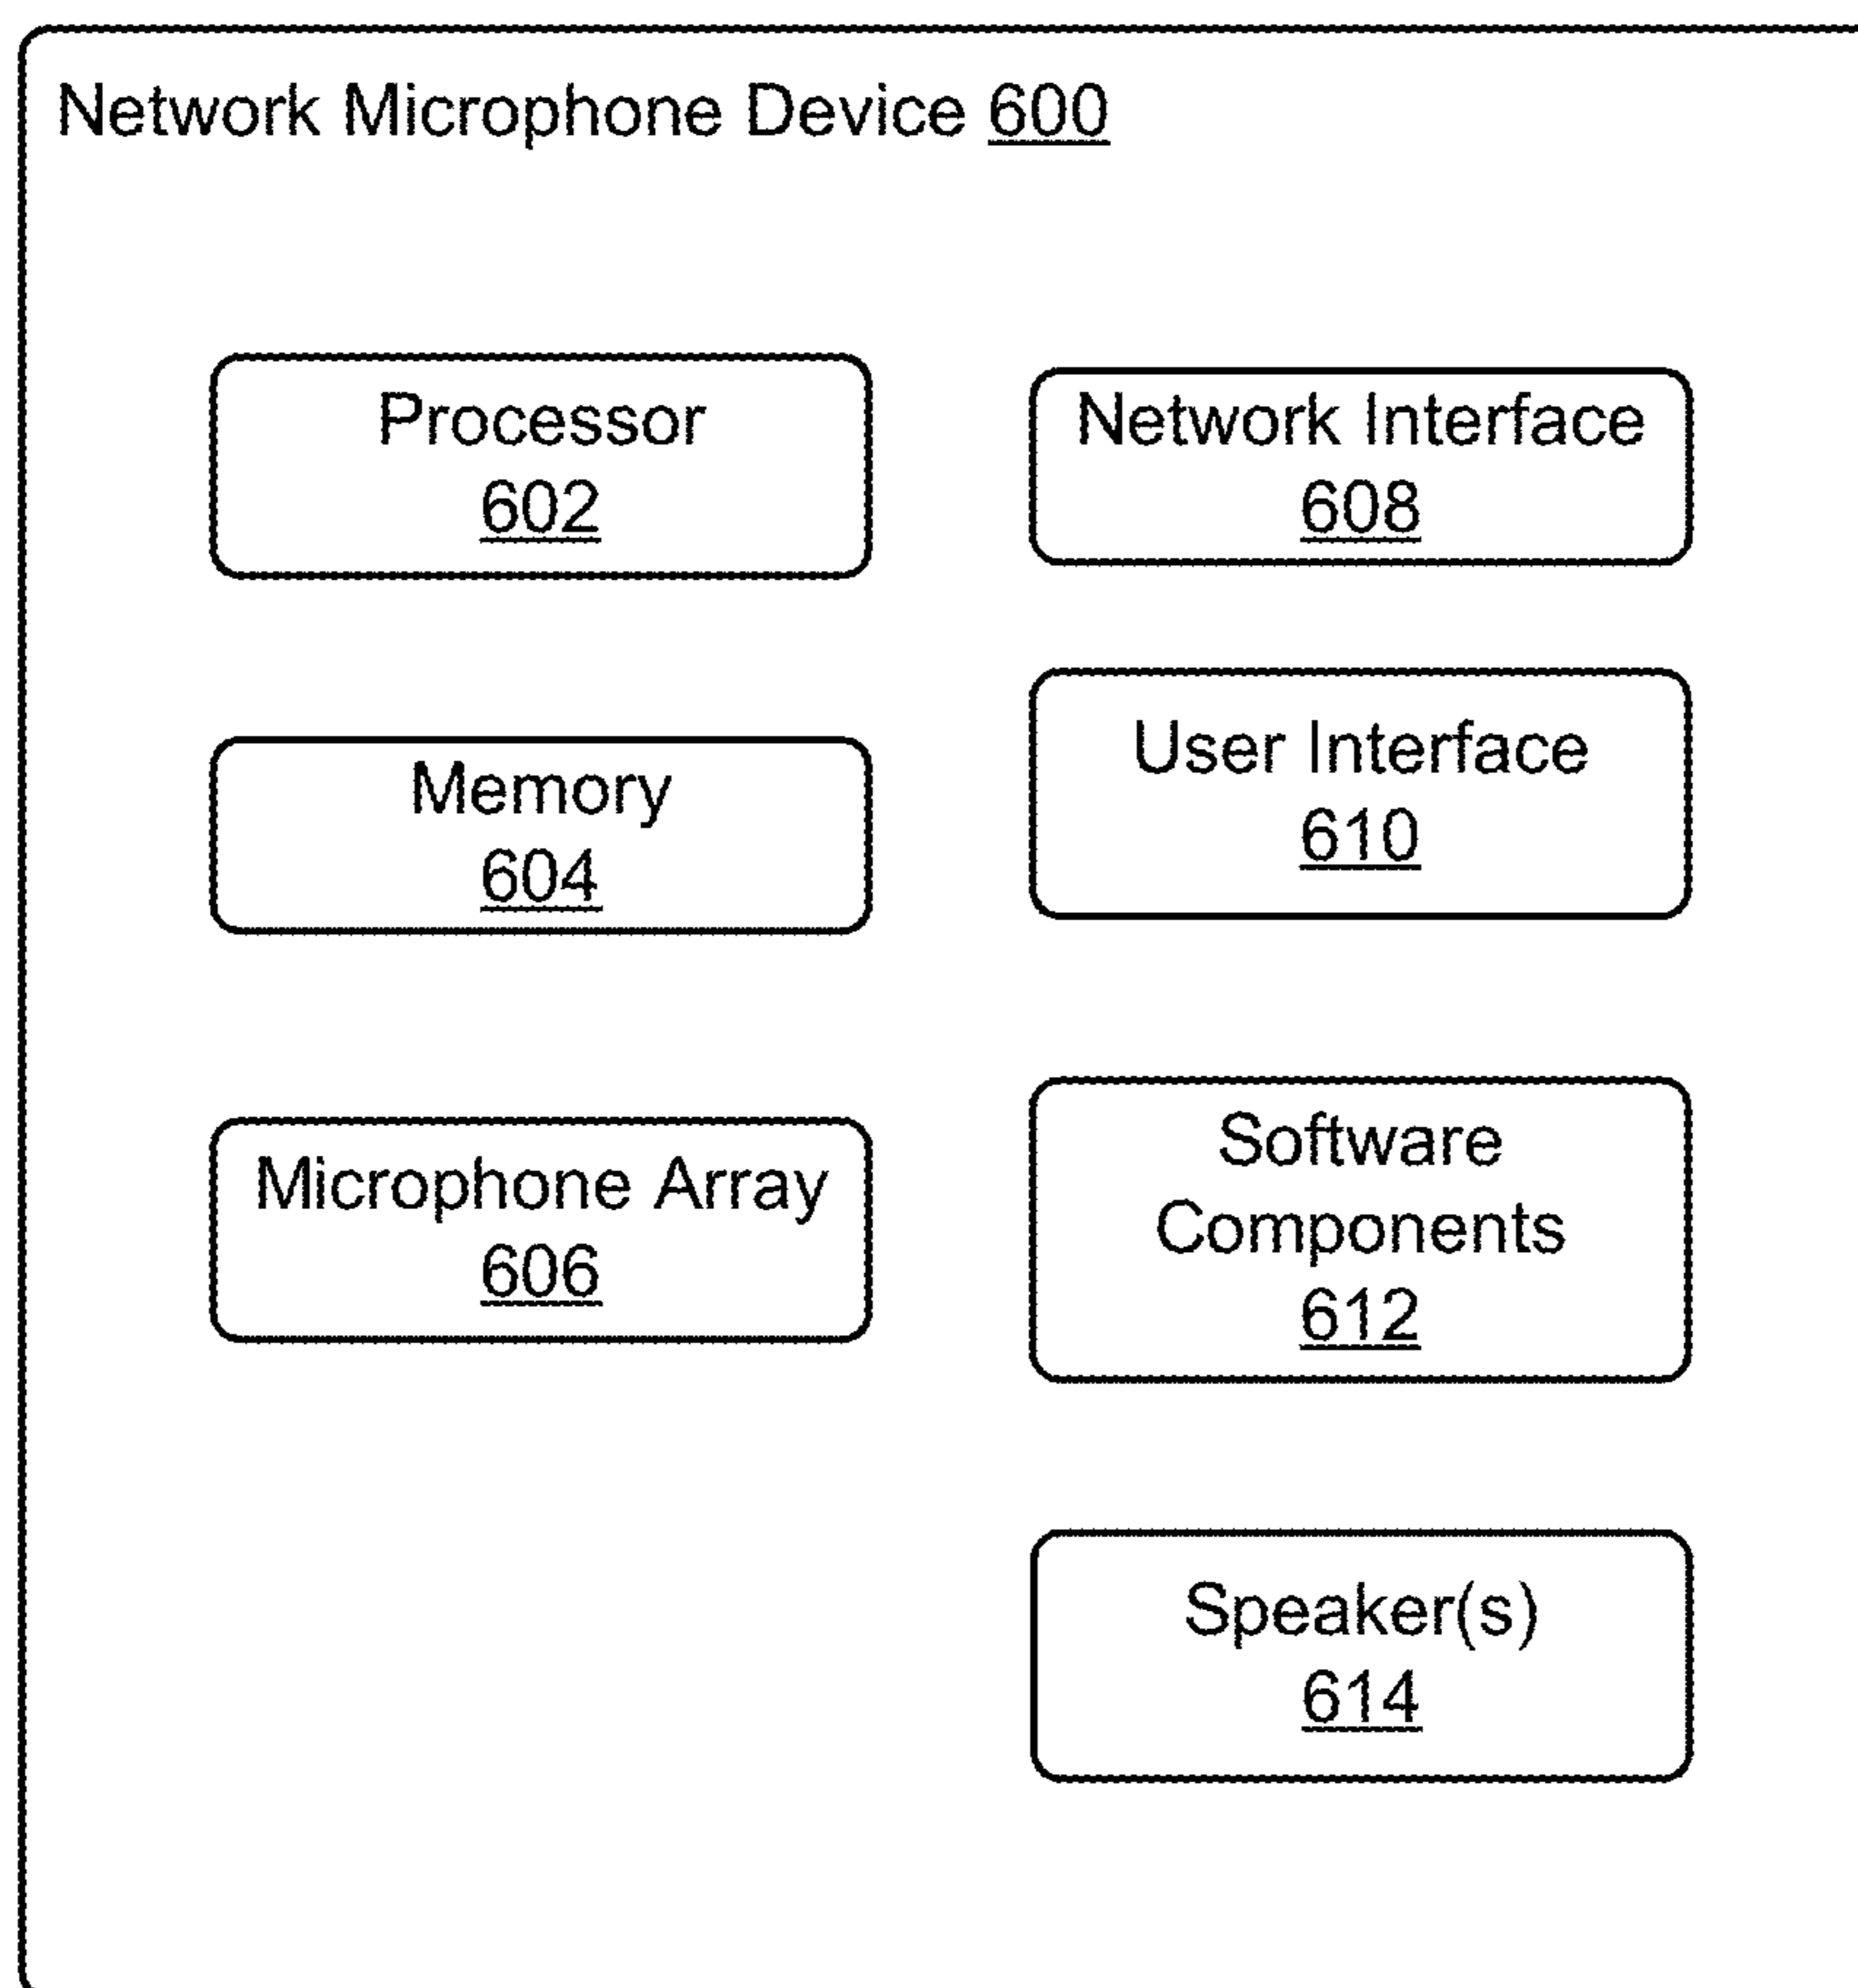 Network Microphone Device 600
Processor
602
Memory
604
Microphone Array
606
Network Interface
608
User Interface
610
Software
Components
612
Speaker(s)
614